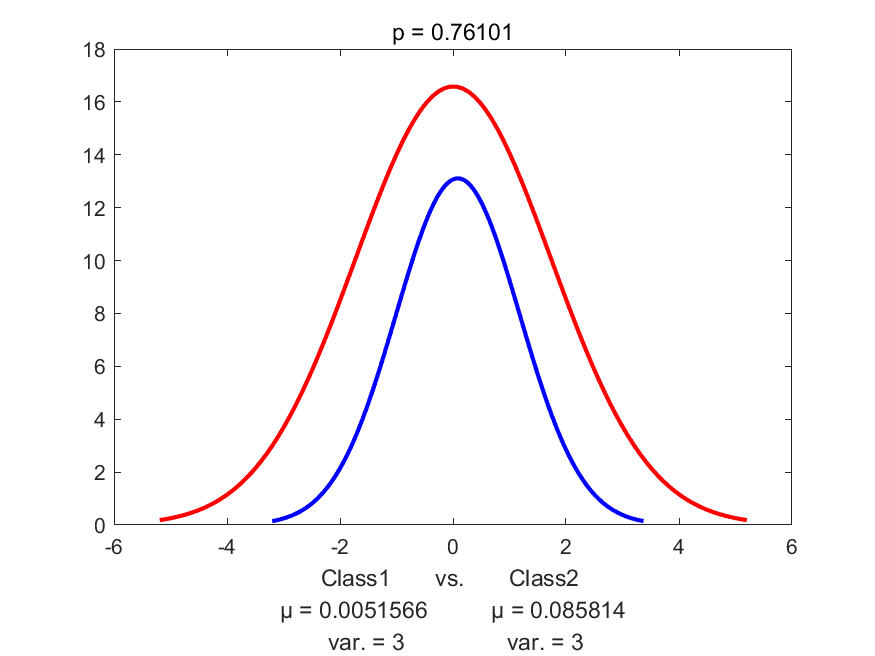 p = 0.76101
18
16
14
12
10
8
6
4
2
0
-6 -4 -2 0 2 4 6
Class1 vs. Class2
μ = 0.0051566 μ = 0.085814
var. = 3 var. = 3